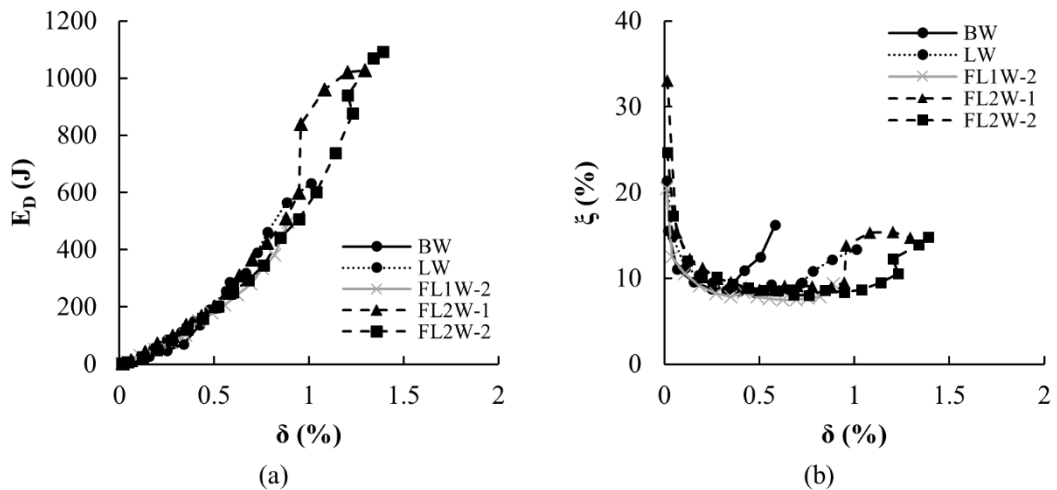 1200
1000
800
600
400
200
0
E_D (J)
BW
LW
FL1W-2
FL2W-1
FL2W-2
0 0.5 1 1.5 2
δ (%)
(a)
40
30
20
10
0
ξ (%)
BW
LW
FL1W-2
FL2W-1
FL2W-2
0 0.5 1 1.5 2
δ (%)
(b)